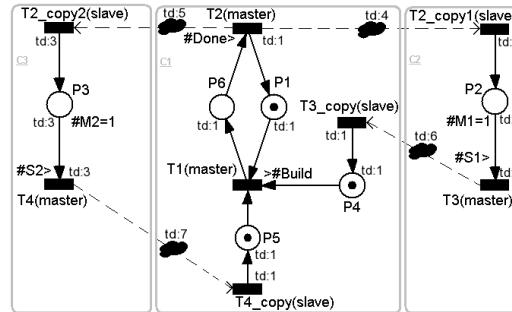 T2_copy2(slave)
td:5
T2(master)
td:4
T2_copy1(slave)
td:3
#Done>
td:1
C3
C1
C2
P3
P6
P1
P2
T3_copy(slave)
td:3
#M2=1
td:1
td:1
td:1
#M1=1
td:6
#S2>
td:3
T1(master)
>#Build
#S1>
T4(master)
P4
td:1
T3(master)
P5
td:1
td:7
td:1
T4_copy(slave)